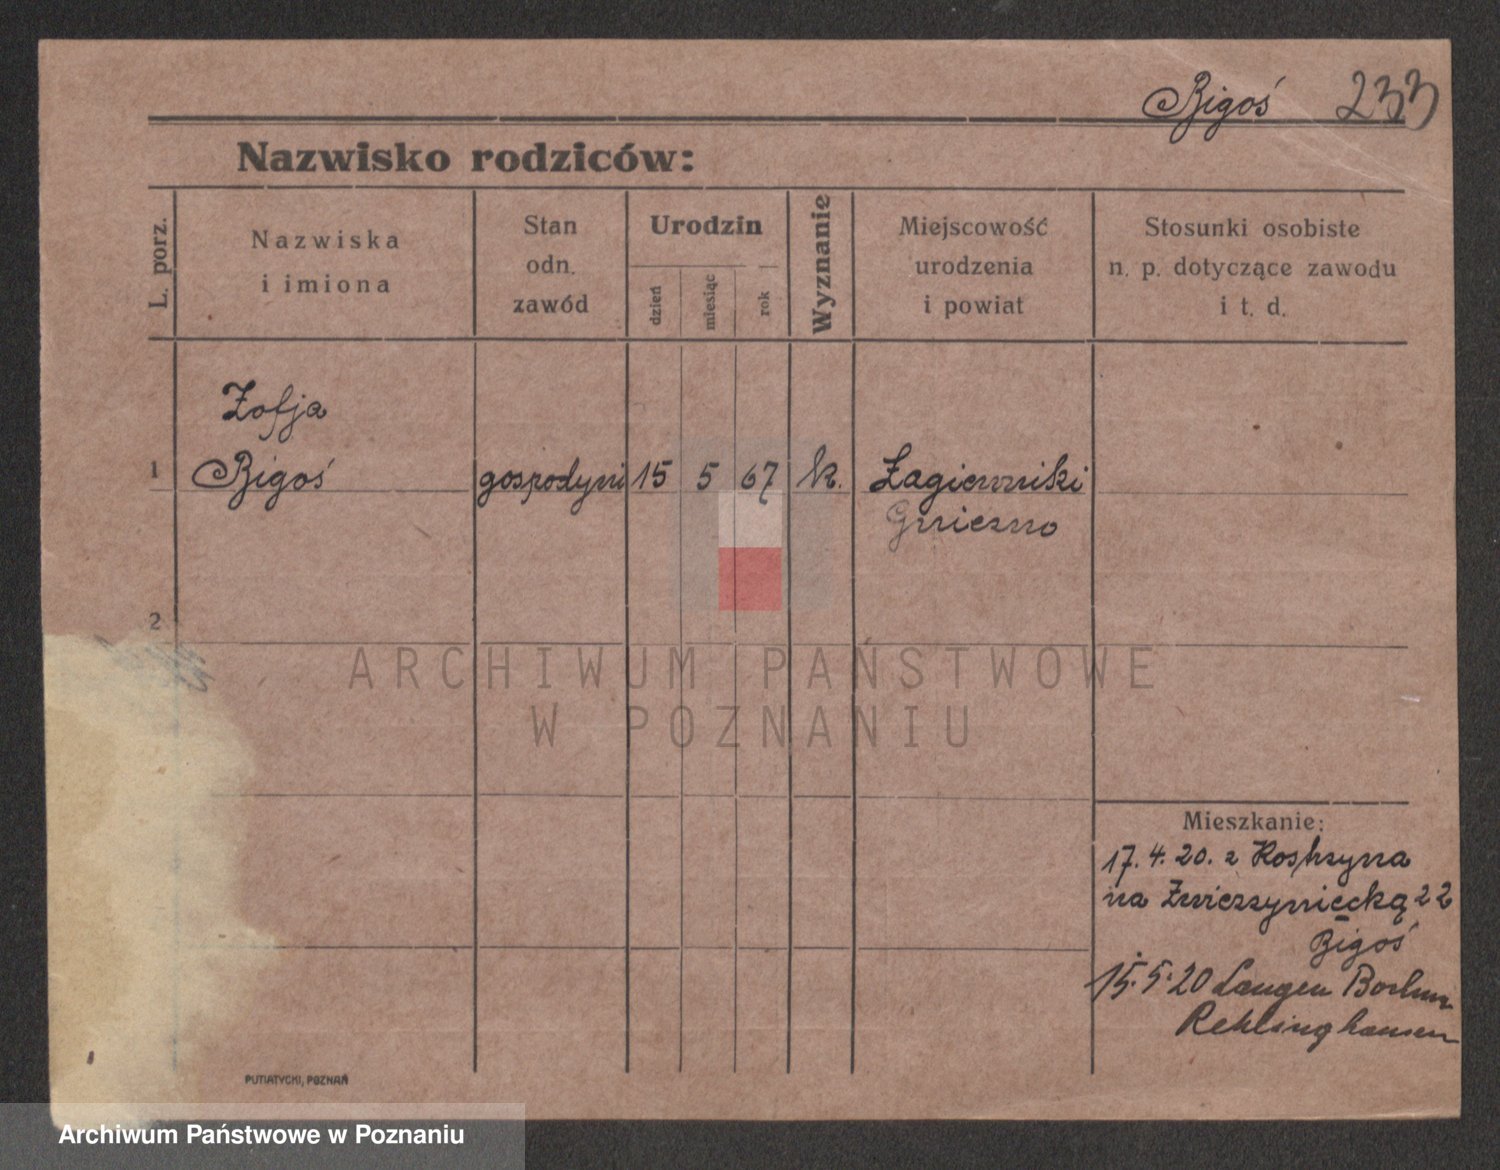 Bigoś 233
Nazwisko rodziców:
L. porz.
Nazwiska
i imiona
Stan
odn.
zawód
Urodzin
dzień
miesiąc
rok
Wyznanie
Miejscowość
urodzenia
i powiat
Stosunki osobiste
n. p. dotyczące zawodu
i t. d.
Zofja
1 Bigoś gospodyni 15 5 67 k. Łagiewniki
Gniezno
2
ARCHIWUM PAŃSTWOWE
W POZNANIU
Mieszkanie:
17. 4. 20. z Kostrzyna
na Zwierzyniecką 22
Bigoś
15. 5. 20 Langen Bochum
Reklinghausen
PUTIATYCKI, POZNAŃ
Archiwum Państwowe w Poznaniu